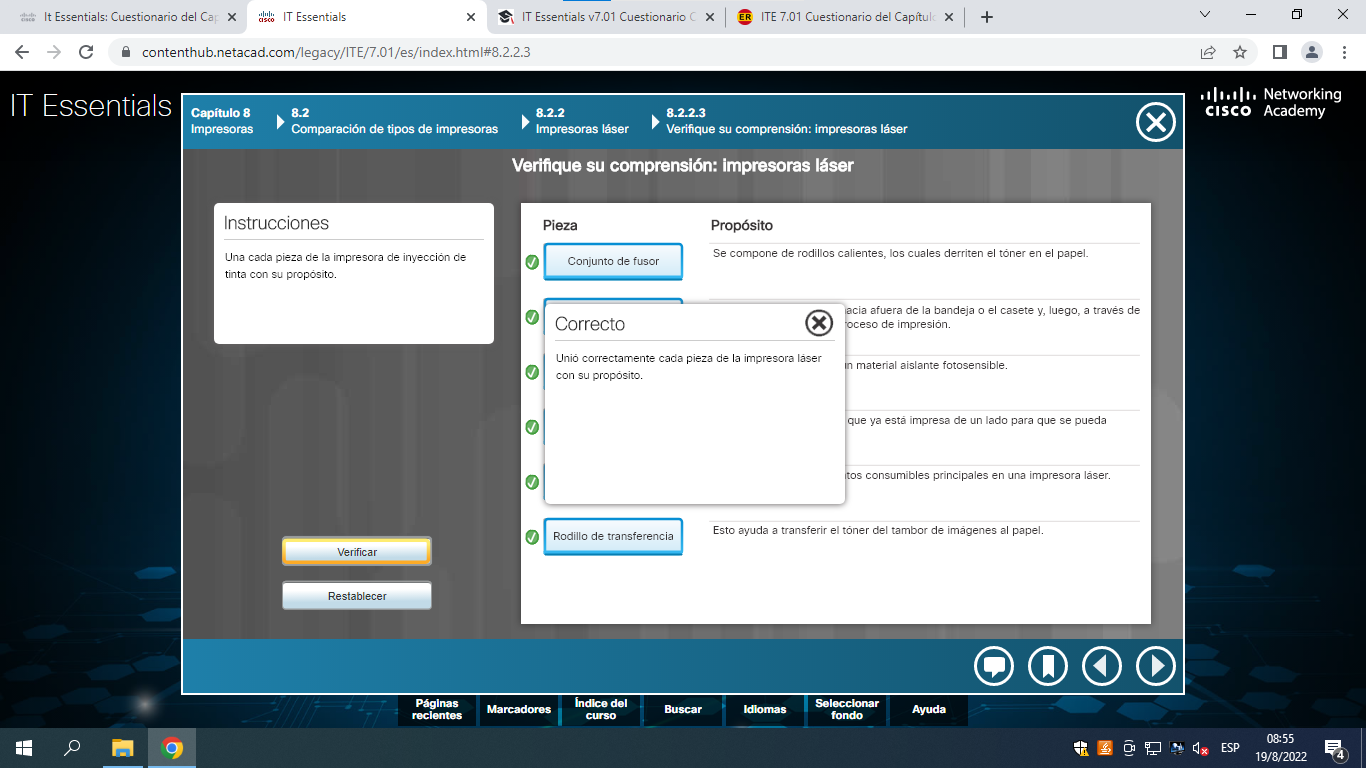 It Essentials: Cuestionario del Cap
IT Essentials
IT Essentials v7.01 Cuestionario C
ER
ITE 7.01 Cuestionario del Capítulo
contenthub.netacad.com/legacy/ITE/7.01/es/index.html#8.2.2.3
IT Essentials
Capítulo 8
Impresoras
8.2
Comparación de tipos de impresoras
8.2.2
Impresoras láser
8.2.2.3
Verifique su comprensión: impresoras láser
CISCO
Networking
Academy
Verifique su comprensión: impresoras láser
Instrucciones
Una cada pieza de la impresora de inyección de
tinta con su propósito.
Pieza
Propósito
Conjunto de fusor
Se compone de rodillos calientes, los cuales derriten el tóner en el papel.
afuera de la bandeja o el casete y, luego, a través de
de impresión.
Correcto
Unió correctamente cada pieza de la impresora láser
con su propósito.
material aislante fotosensible.
que ya está impresa de un lado para que se pueda
consumibles principales en una impresora láser.
Rodillo de transferencia
Esto ayuda a transferir el tóner del tambor de imágenes al papel.
Verificar
Restablecer
Páginas
recientes
Marcadores
Índice del
curso
Buscar
Idiomas
Seleccionar
fondo
Ayuda
ESP
08:55
19/8/2022
4